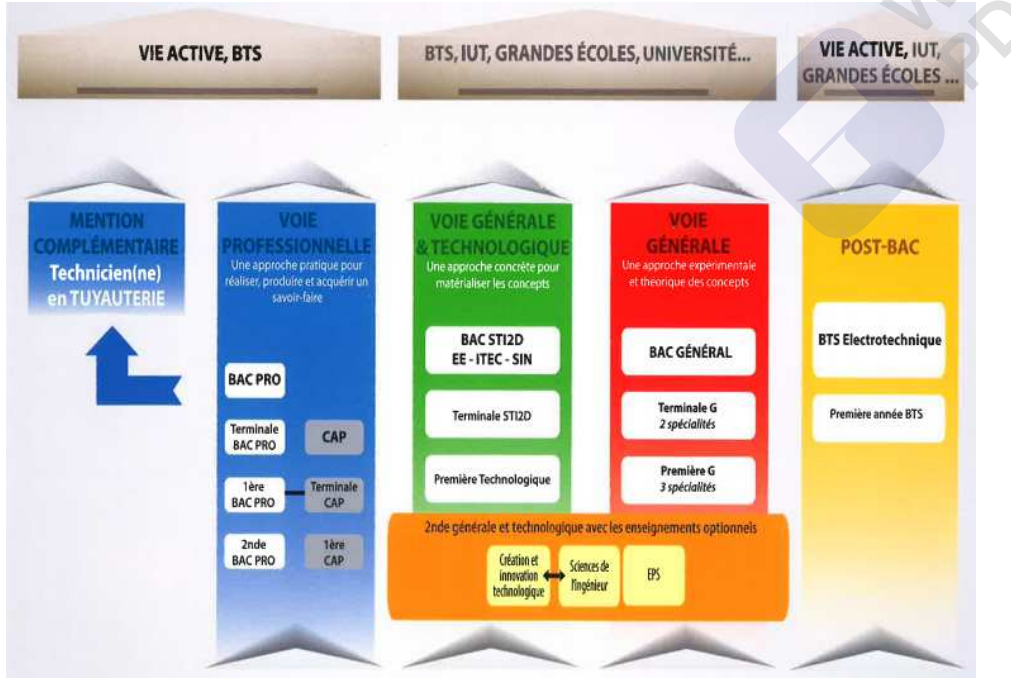 VIE ACTIVE, BTS
BTS, IUT, GRANDES ÉCOLES, UNIVERSITÉ...
VIE ACTIVE, IUT,
GRANDES ÉCOLES ...
MENTION
COMPLÉMENTAIRE
Technicien(ne)
en TUYAUTERIE
VOIE
PROFESSIONNELLE
Une approche pratique pour
réaliser, produire et acquérir un
savoir-faire
BAC PRO
Terminale
BAC PRO
CAP
1ère
BAC PRO
Terminale
CAP
2nde
BAC PRO
1ère
CAP
VOIE GÉNÉRALE
& TECHNOLOGIQUE
Une approche concrète pour
matérialiser les concepts
BAC STI2D
EE - ITEC - SIN
Terminale STI2D
Première Technologique
VOIE
GÉNÉRALE
Une approche expérimentale
et théorique des concepts
BAC GÉNÉRAL
Terminale G
2 spécialités
Première G
3 spécialités
2nde générale et technologique avec les enseignements optionnels
Création et
innovation
technologique
Sciences de
l'ingénieur
EPS
POST-BAC
BTS Electrotechnique
Première année BTS